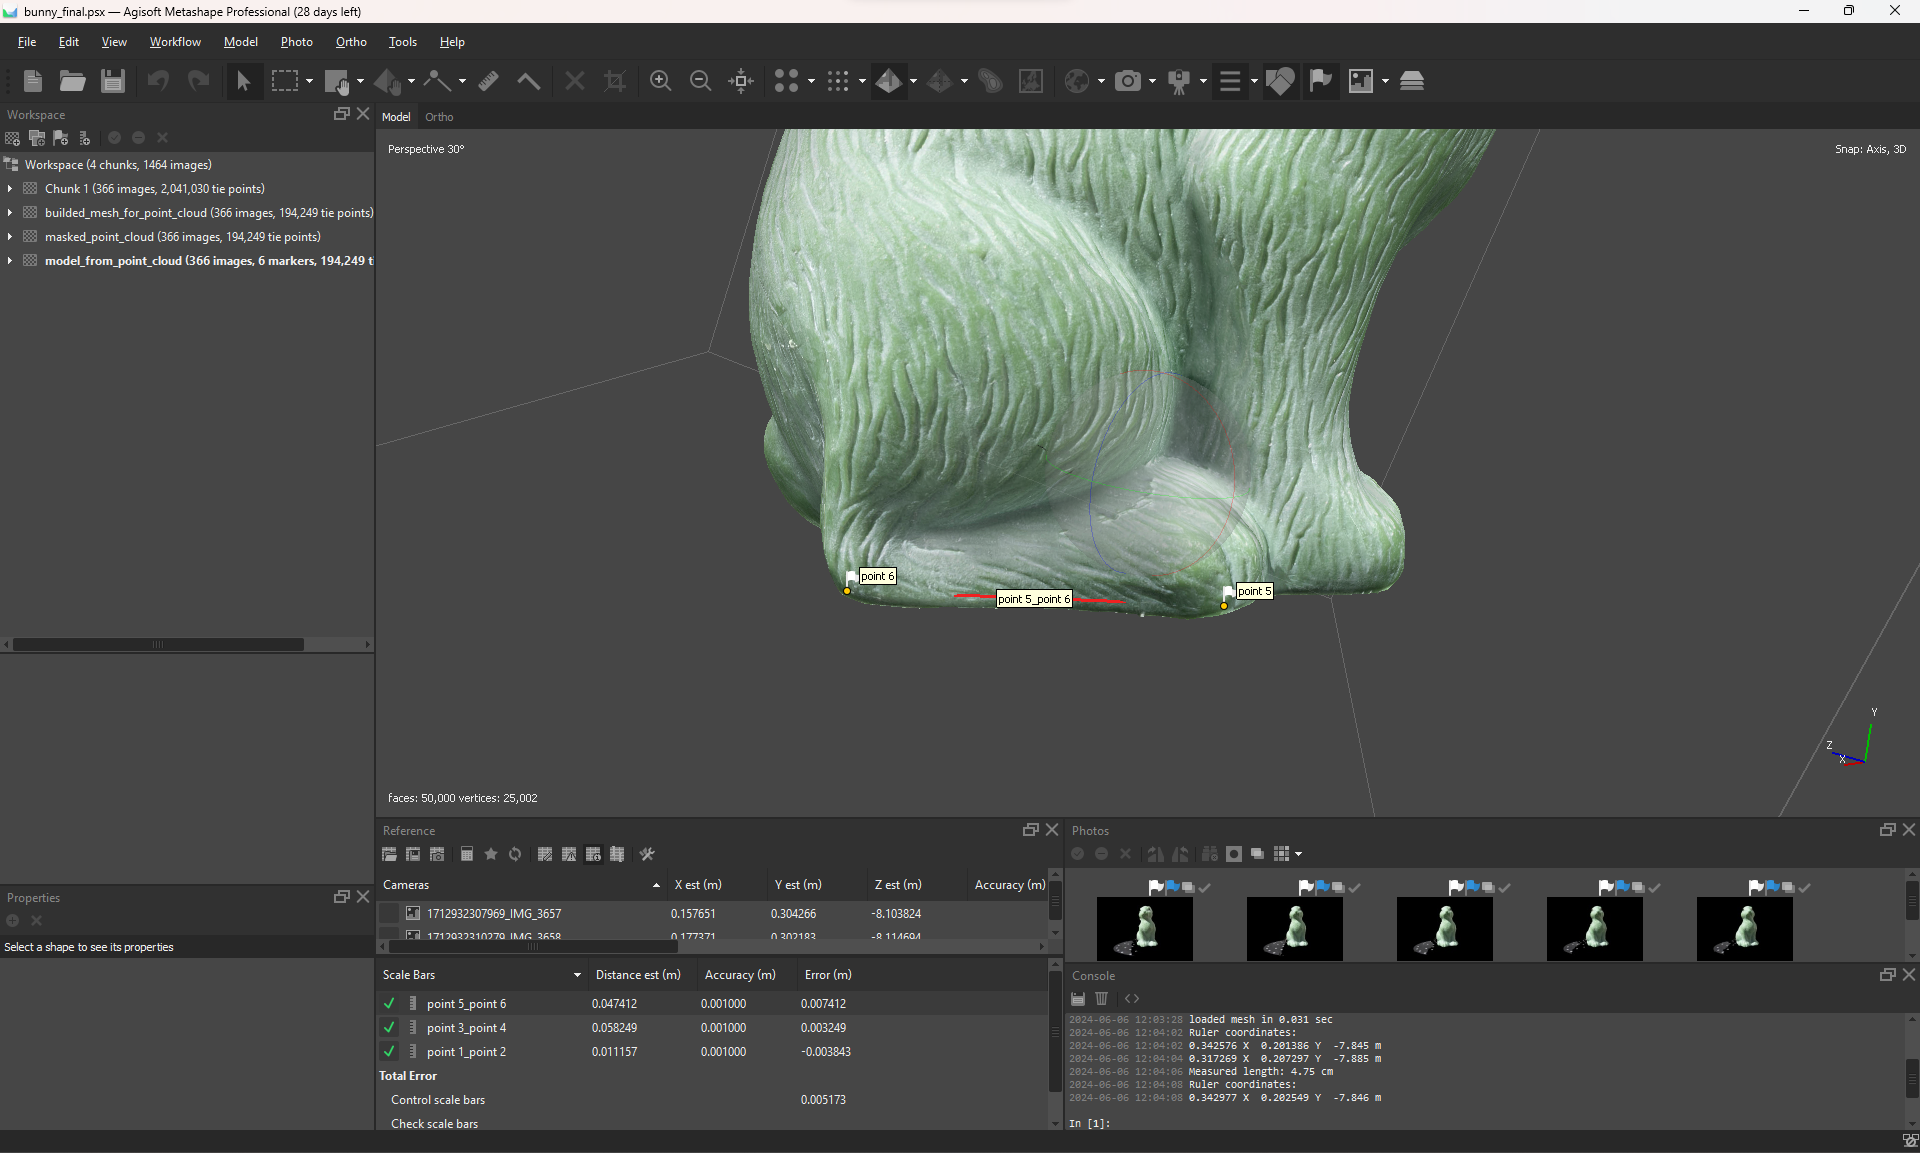 bunny_final.psx — Agisoft Metashape Professional (28 days left)
File Edit View Workflow Model Photo Ortho Tools Help
Workspace
Workspace (4 chunks, 1464 images)
Chunk 1 (366 images, 2,041,030 tie points)
builded_mesh_for_point_cloud (366 images, 194,249 tie points)
masked_point_cloud (366 images, 194,249 tie points)
model_from_point_cloud (366 images, 6 markers, 194,249 t
Properties
Select a shape to see its properties
Model Ortho
Perspective 30°
Snap: Axis, 3D
point 6
point 5_point 6
point 5
Y
Z
X
faces: 50,000 vertices: 25,002
Reference
Cameras X est (m) Y est (m) Z est (m) Accuracy (m)
1712932307969_IMG_3657 0.157651 0.304266 -8.103824
1712932310279_IMG_3658 0.177371 0.302183 -8.114694
Scale Bars Distance est (m) Accuracy (m) Error (m)
point 5_point 6 0.047412 0.001000 0.007412
point 3_point 4 0.058249 0.001000 0.003249
point 1_point 2 0.011157 0.001000 -0.003843
Total Error
Control scale bars 0.005173
Check scale bars
Photos
Console
2024-06-06 12:03:28 loaded mesh in 0.031 sec
2024-06-06 12:04:02 Ruler coordinates:
2024-06-06 12:04:02 0.342576 X 0.201386 Y -7.845 m
2024-06-06 12:04:04 0.317269 X 0.207297 Y -7.885 m
2024-06-06 12:04:06 Measured length: 4.75 cm
2024-06-06 12:04:08 Ruler coordinates:
2024-06-06 12:04:08 0.342977 X 0.202549 Y -7.846 m
In [1]: